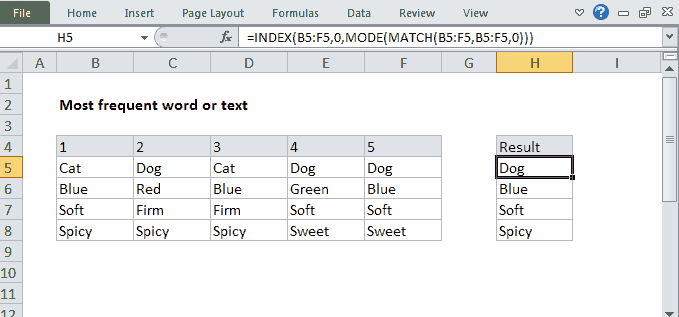 File Home Insert Page Layout Formulas Data Review View
H5 fx =INDEX(B5:F5,0,MODE(MATCH(B5:F5,B5:F5,0)))
A B C D E F G H I
1
2 Most frequent word or text
3
4 1 2 3 4 5 Result
5 Cat Dog Cat Dog Dog Dog
6 Blue Red Blue Green Blue Blue
7 Soft Firm Firm Soft Soft Soft
8 Spicy Spicy Spicy Sweet Sweet Spicy
9
10
11
12